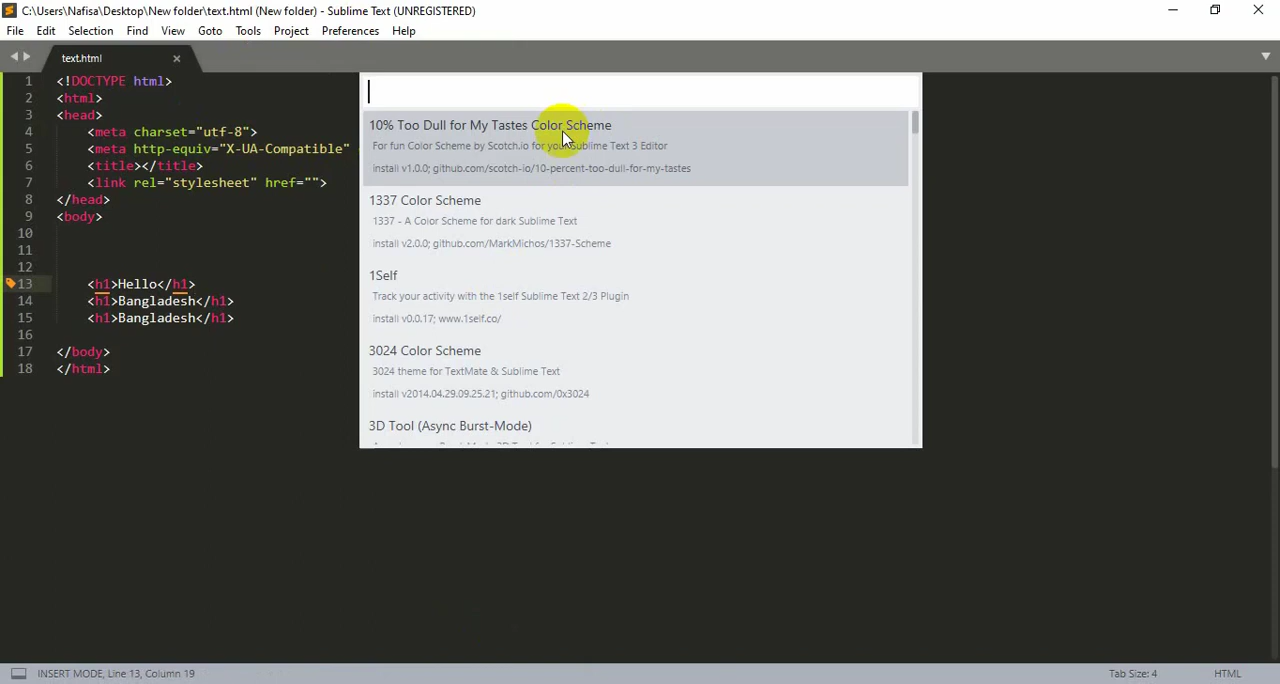 C:\Users\Nafisa\Desktop\New folder\text.html (New folder) - Sublime Text (UNREGISTERED)
File Edit Selection Find View Goto Tools Project Preferences Help
text.html
1 <!DOCTYPE html>
2 <html>
3 <head>
4 <meta charset="utf-8">
5 <meta http-equiv="X-UA-Compatible"
6 <title></title>
7 <link rel="stylesheet" href="">
8 </head>
9 <body>
10
11
12
13 <h1>Hello</h1>
14 <h1>Bangladesh</h1>
15 <h1>Bangladesh</h1>
16
17 </body>
18 </html>
10% Too Dull for My Tastes Color Scheme
For fun Color Scheme by Scotch.io for your Sublime Text 3 Editor
install v1.0.0; github.com/scotch-io/10-percent-too-dull-for-my-tastes
1337 Color Scheme
1337 - A Color Scheme for dark Sublime Text
install v2.0.0; github.com/MarkMichos/1337-Scheme
1Self
Track your activity with the 1self Sublime Text 2/3 Plugin
install v0.0.17; www.1self.co/
3024 Color Scheme
3024 theme for TextMate & Sublime Text
install v2014.04.29.09.25.21; github.com/0x3024
3D Tool (Async Burst-Mode)
INSERT MODE, Line 13, Column 19
Tab Size: 4
HTML